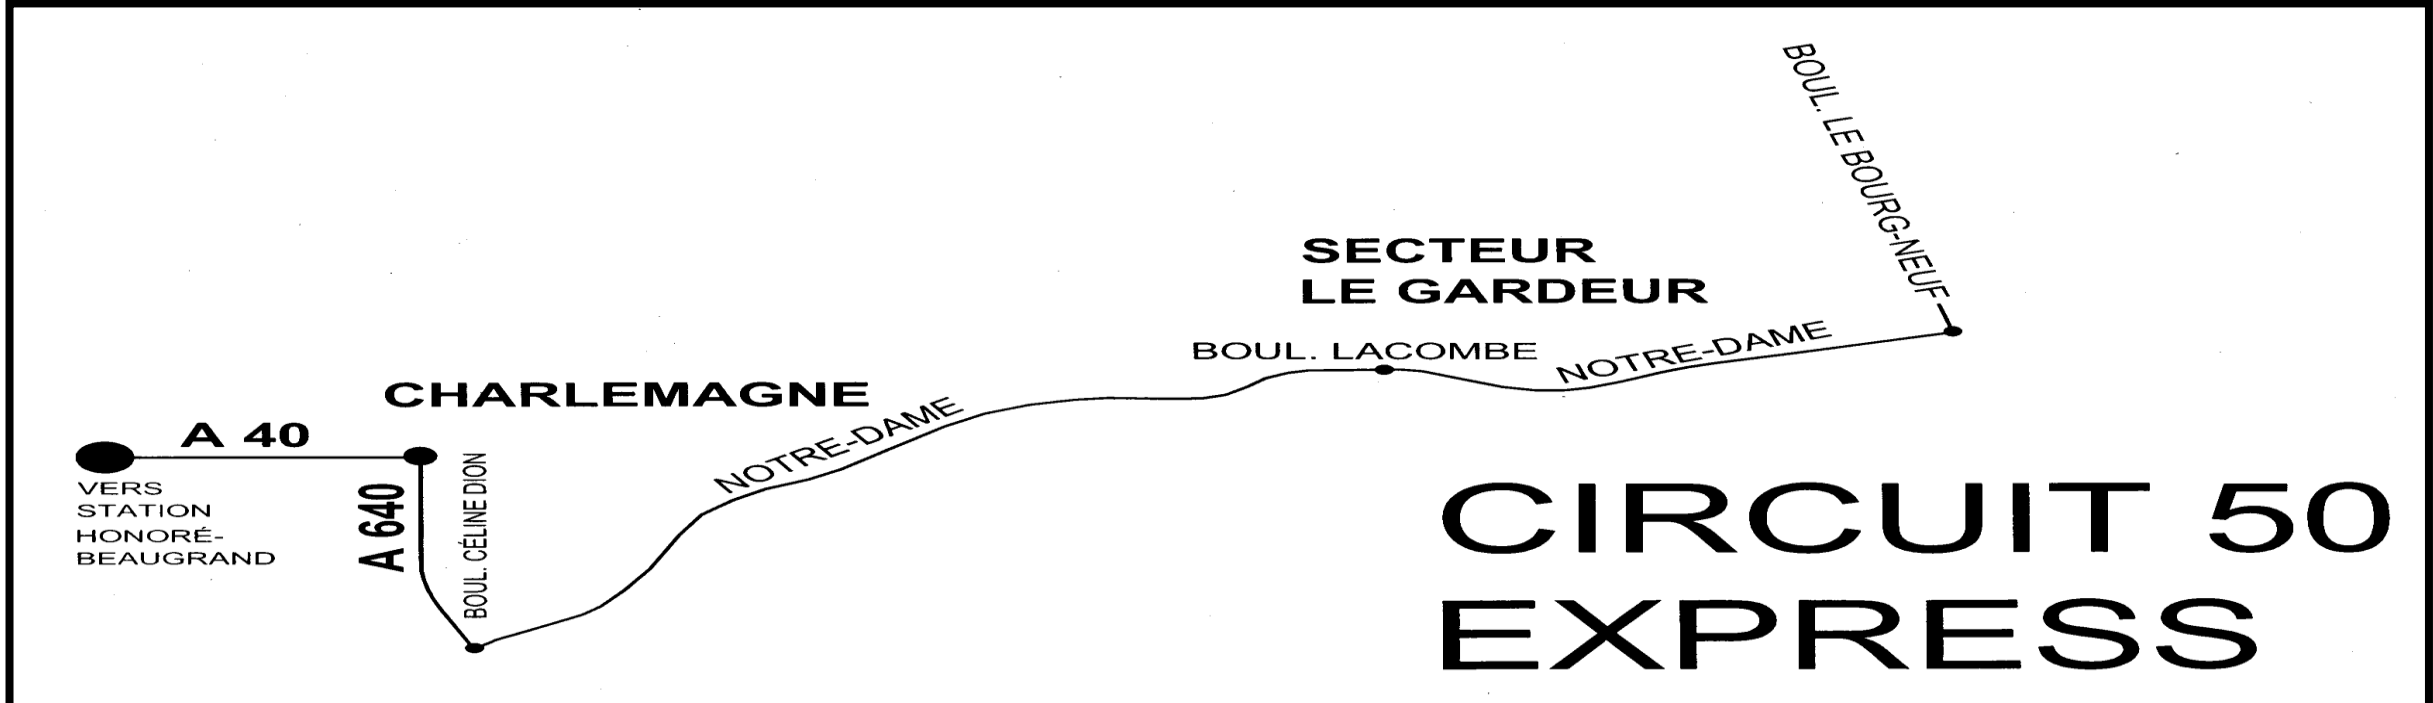 BOUL. LE BOURG-NEUF
SECTEUR
LE GARDEUR
BOUL. LACOMBE
NOTRE-DAME
CHARLEMAGNE
NOTRE-DAME
A 40
VERS
STATION
HONORÉ-
BEAUGRAND
A 640
BOUL. CÉLINE DION
CIRCUIT 50
EXPRESS